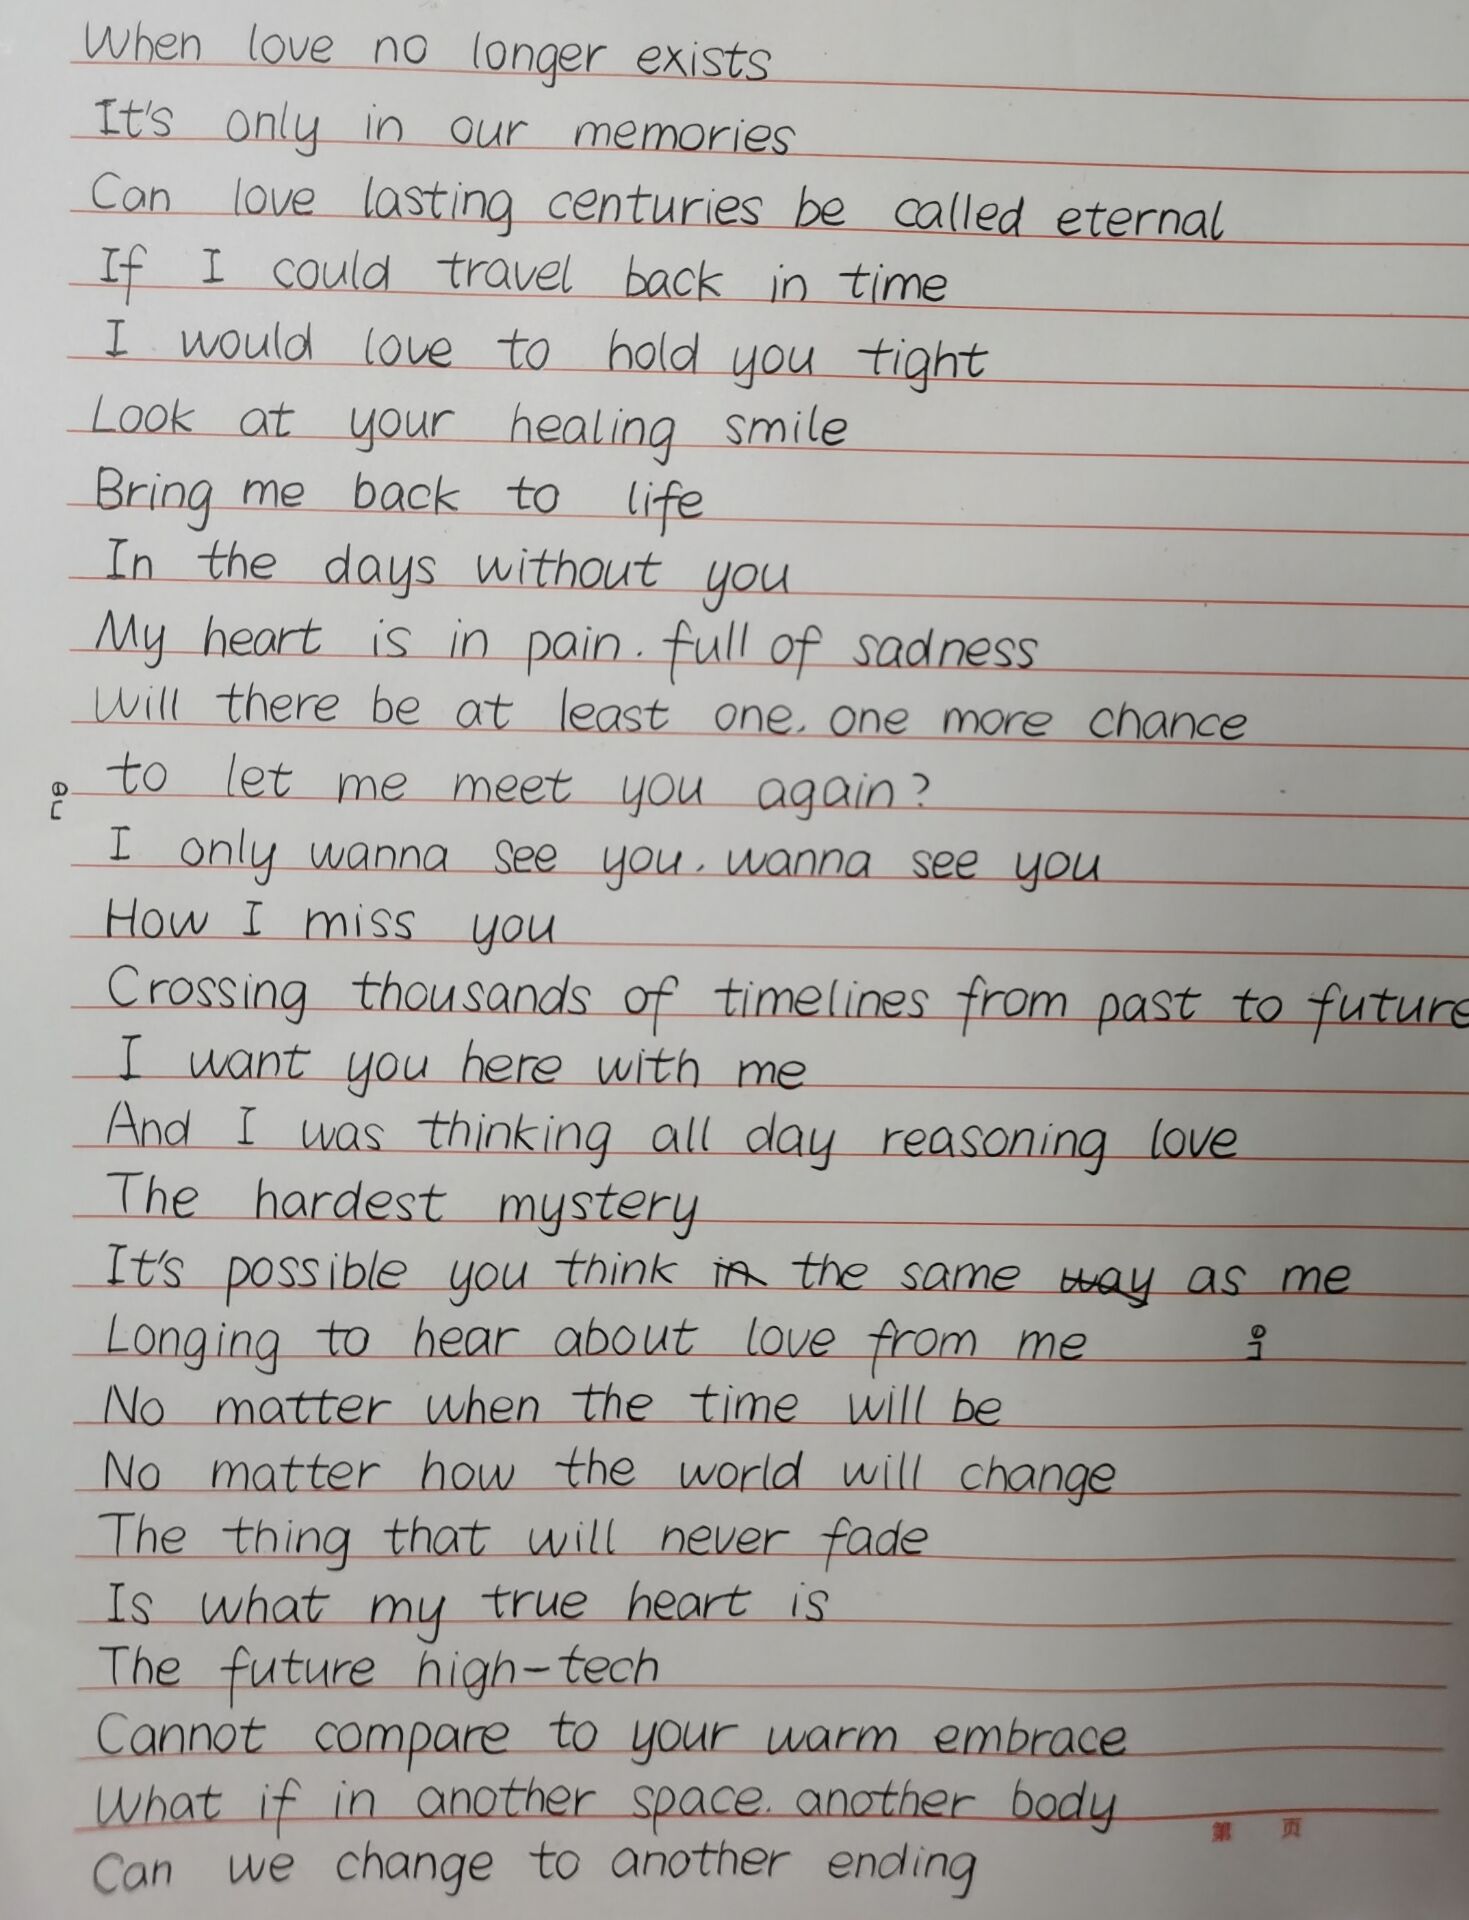 When love no longer exists
It's only in our memories
Can love lasting centuries be called eternal
If I could travel back in time
I would love to hold you tight
Look at your healing smile
Bring me back to life
In the days without you
My heart is in pain. full of sadness
Will there be at least one. one more chance
to let me meet you again?
I only wanna see you. wanna see you
How I miss you
Crossing thousands of timelines from past to future
I want you here with me
And I was thinking all day reasoning love
The hardest mystery
It's possible you think in the same way as me
Longing to hear about love from me
No matter when the time will be
No matter how the world will change
The thing that will never fade
Is what my true heart is
The future high-tech
Cannot compare to your warm embrace
What if in another space. another body
第 页
Can we change to another ending